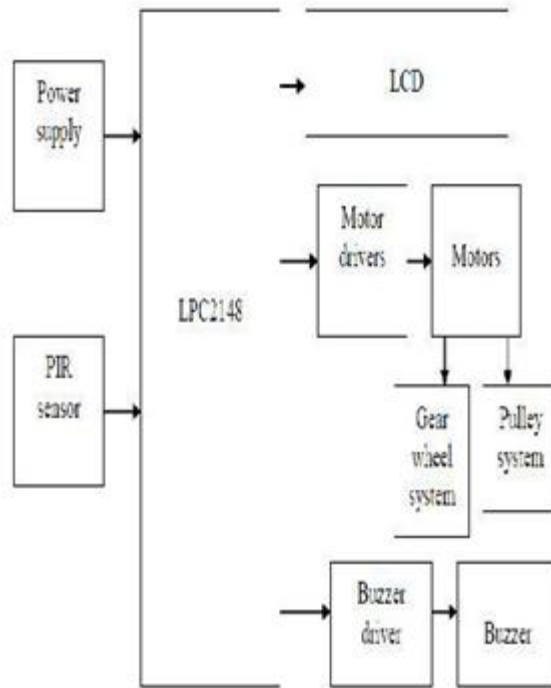 Power
supply
LCD
Motor
drivers
Motors
LPC2148
PIR
sensor
Gear
wheel
system
Pulley
system
Buzzer
driver
Buzzer